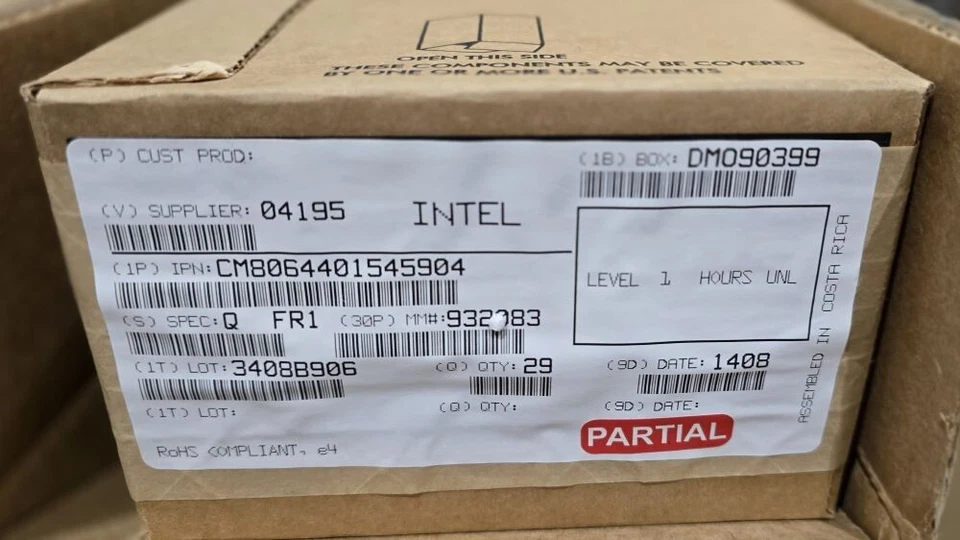 OPEN THIS SIDE
THESE COMPONENTS MAY BE COVERED
BY ONE OR MORE U.S. PATENTS
(P) CUST PROD:
(1B) BOX: DM090399
(V) SUPPLIER: 04195 INTEL
(1P) IPN: CM8064401545904
LEVEL 1 HOURS UNL
(S) SPEC: Q FR1 (30P) MM#:
(1T) LOT: 3408B906 (Q) QTY: 29 (9D) DATE: 1408
(1T) LOT: (Q) QTY: (9D) DATE:
PARTIAL
RoHS COMPLIANT, e4
ASSEMBLED IN COSTA RICA